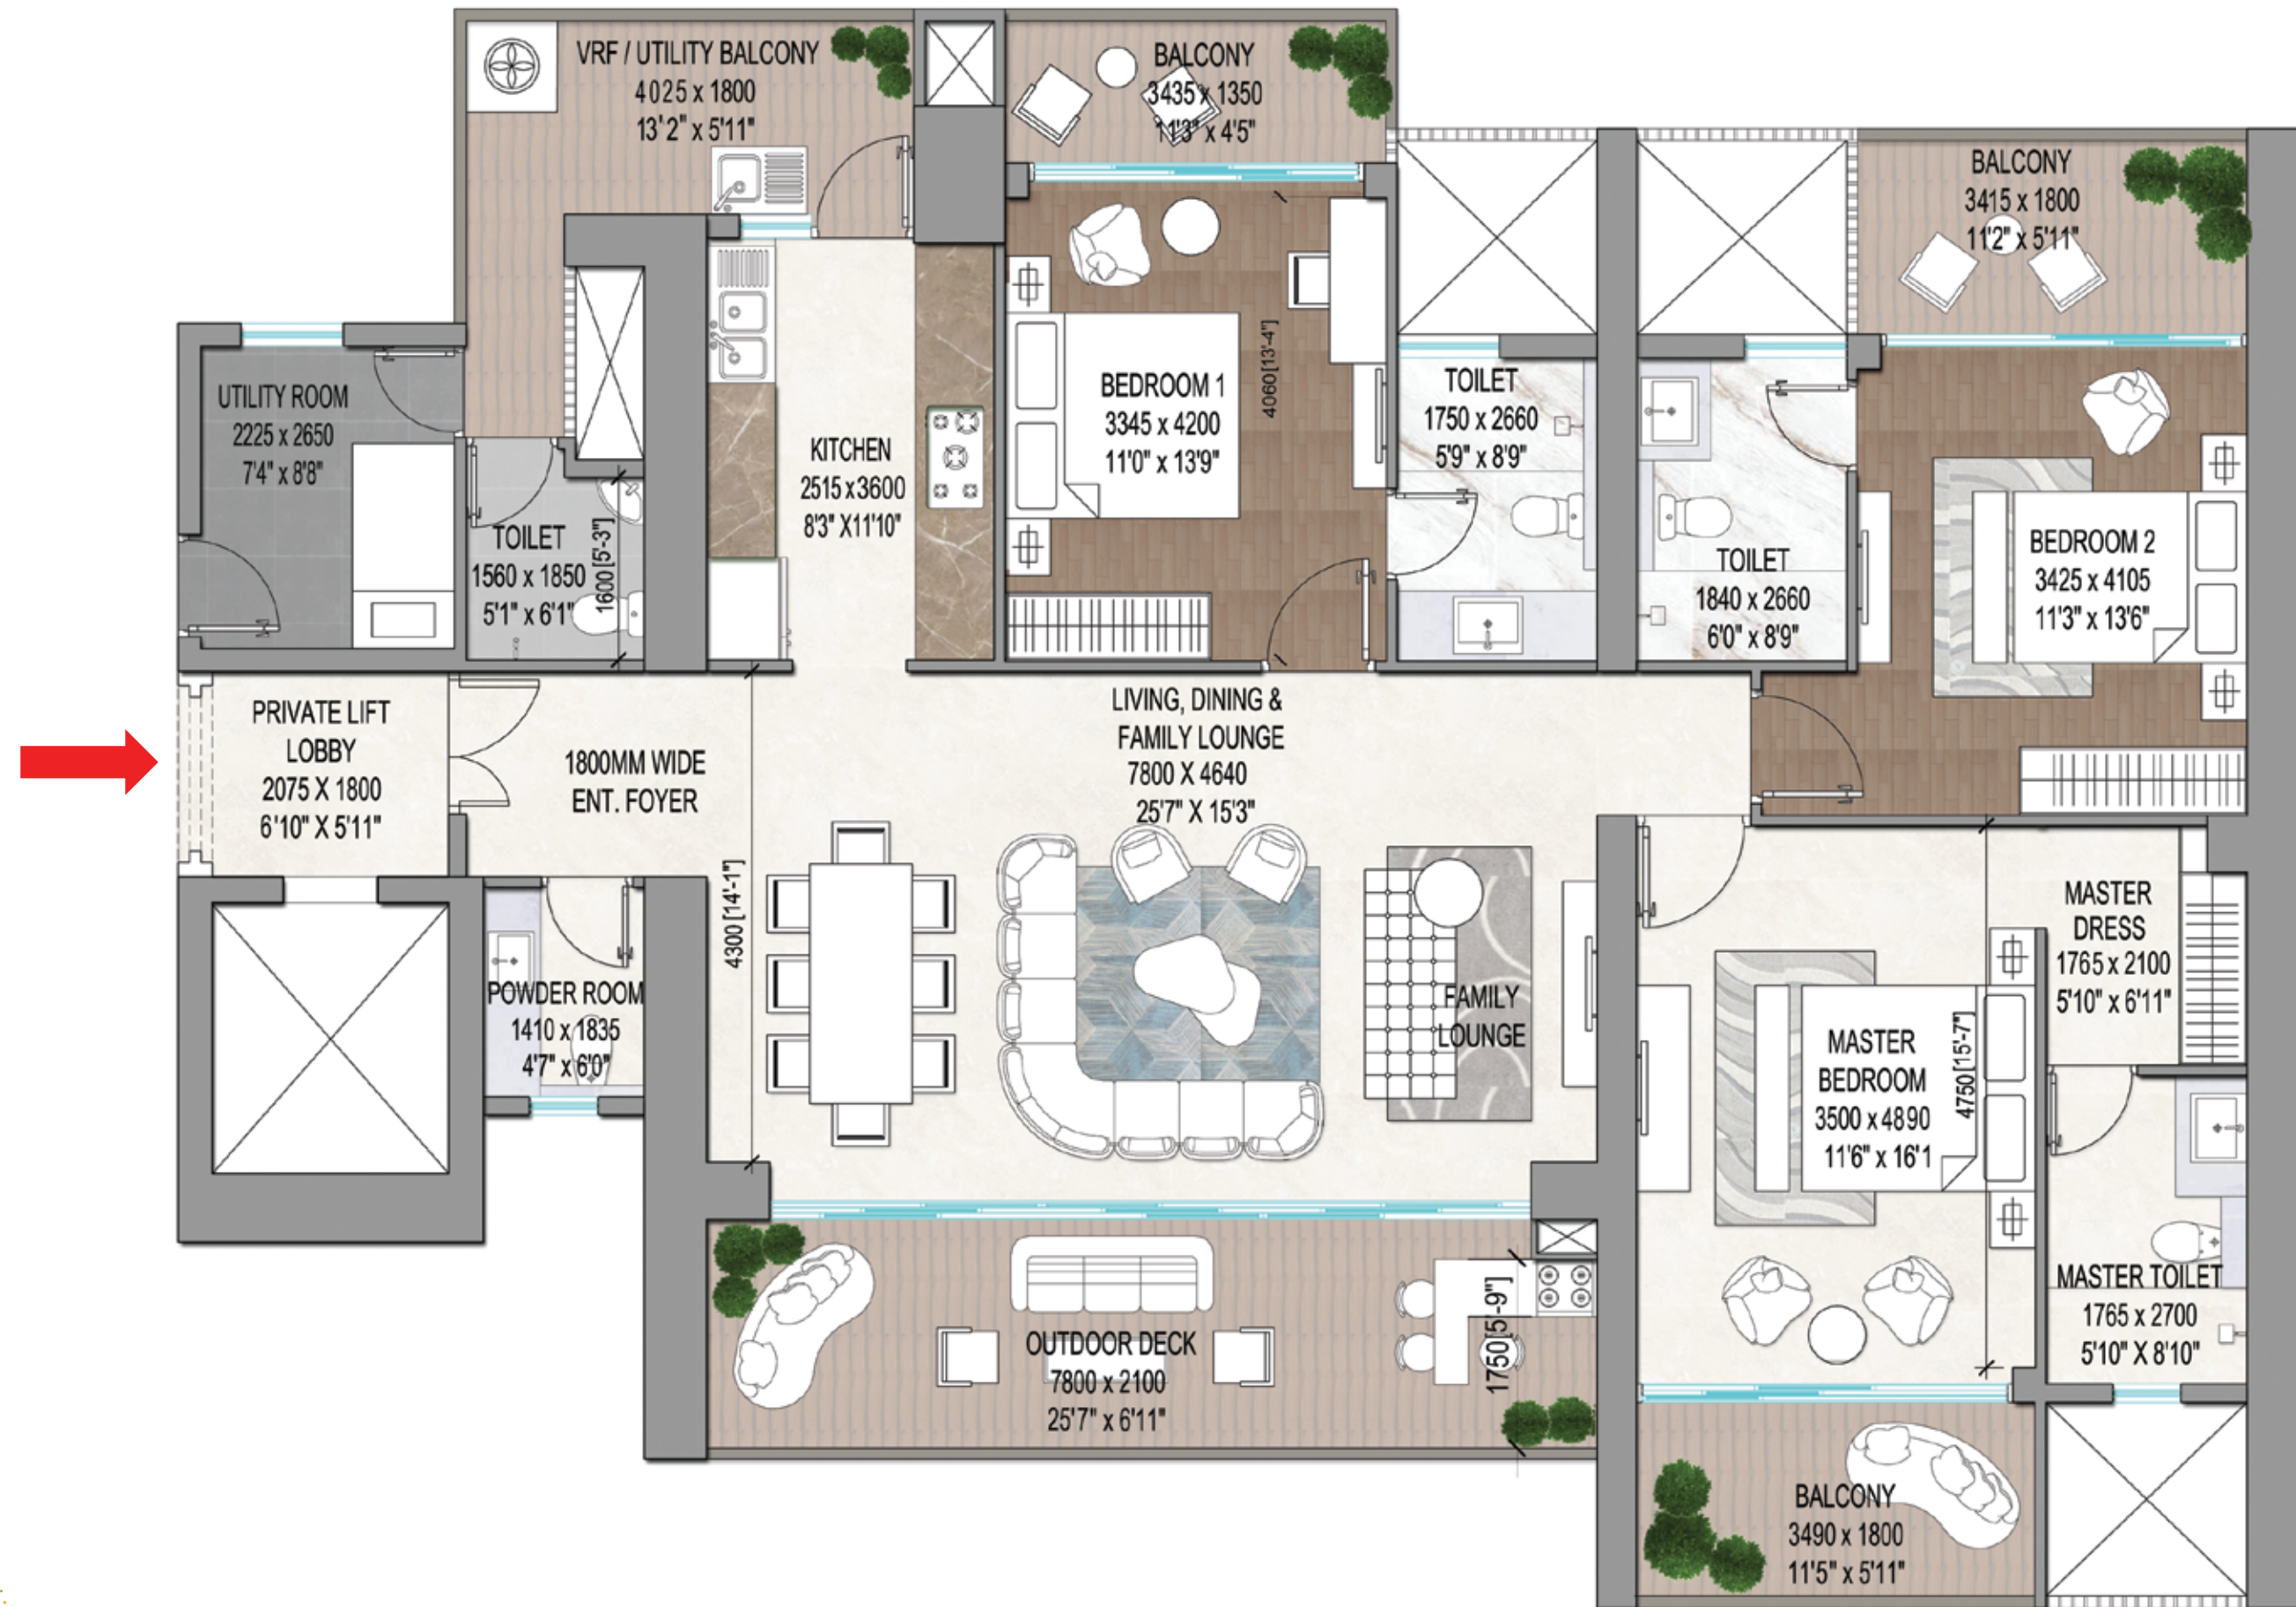 VRF / UTILITY BALCONY
4025 x 1800
13'2" x 5'11"
BALCONY
3435 x 1350
11'3" x 4'5"
BALCONY
3415 x 1800
11'2" x 5'11"
UTILITY ROOM
2225 x 2650
7'4" x 8'8"
TOILET
1560 x 1850
5'1" x 6'1"
1600 [5'-3"]
KITCHEN
2515 x 3600
8'3" X11'10"
BEDROOM 1
3345 x 4200
11'0" x 13'9"
4060 [13'-4"]
TOILET
1750 x 2660
5'9" x 8'9"
TOILET
1840 x 2660
6'0" x 8'9"
BEDROOM 2
3425 x 4105
11'3" x 13'6"
PRIVATE LIFT
LOBBY
2075 X 1800
6'10" X 5'11"
1800MM WIDE
ENT. FOYER
LIVING, DINING &
FAMILY LOUNGE
7800 X 4640
25'7" X 15'3"
4300 [14'-1"]
FAMILY
LOUNGE
POWDER ROOM
1410 x 1835
4'7" x 6'0"
MASTER
DRESS
1765 x 2100
5'10" x 6'11"
MASTER
BEDROOM
3500 x 4890
11'6" x 16'1
4750 [15'-7"]
MASTER TOILET
1765 x 2700
5'10" X 8'10"
OUTDOOR DECK
7800 x 2100
25'7" x 6'11"
1750 [5'-9"]
BALCONY
3490 x 1800
11'5" x 5'11"